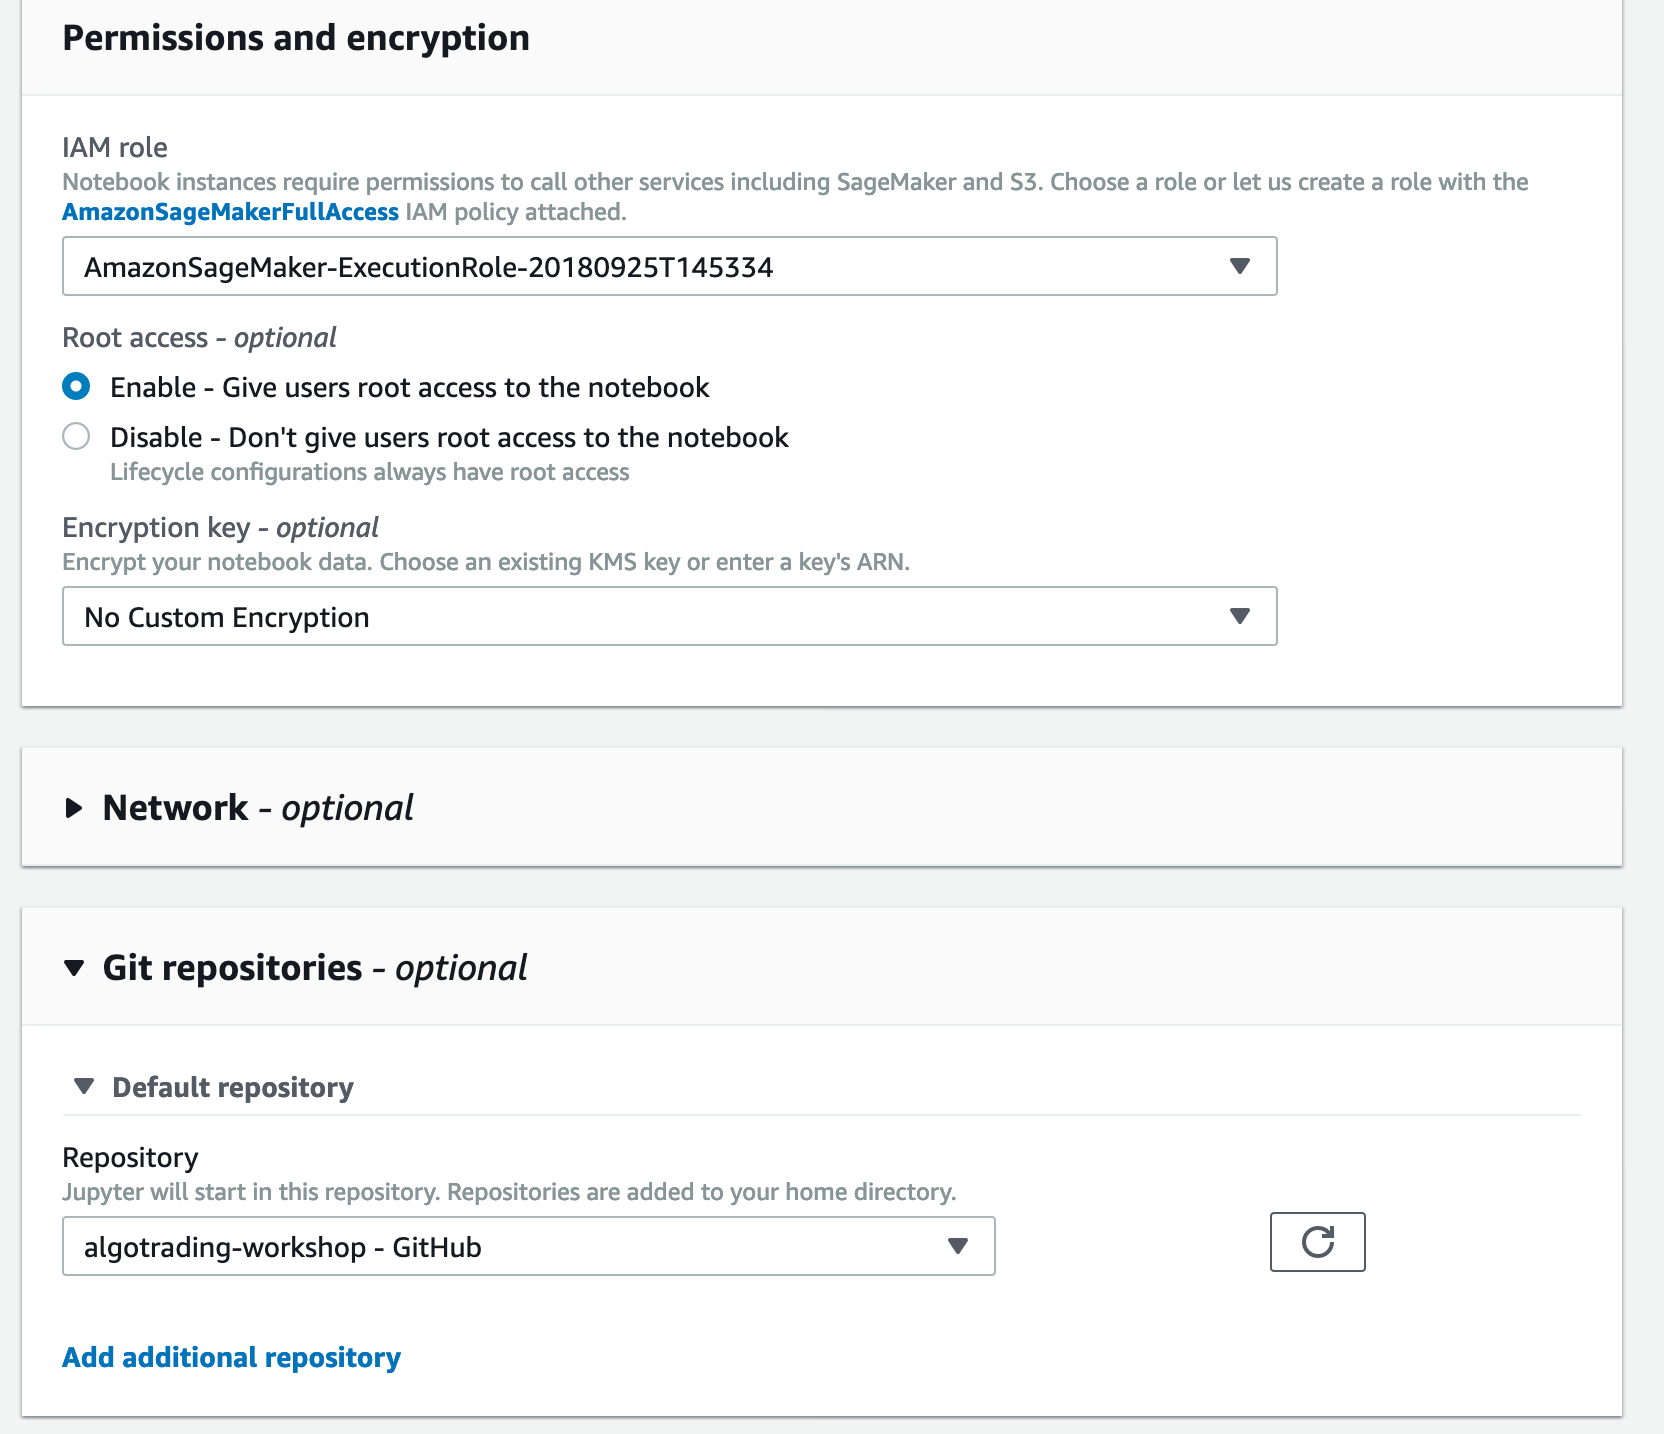 Permissions and encryption
IAM role
Notebook instances require permissions to call other services including SageMaker and S3. Choose a role or let us create a role with the
AmazonSageMakerFullAccess IAM policy attached.
AmazonSageMaker-ExecutionRole-20180925T145334
Root access - optional
Enable - Give users root access to the notebook
Disable - Don't give users root access to the notebook
Lifecycle configurations always have root access
Encryption key - optional
Encrypt your notebook data. Choose an existing KMS key or enter a key's ARN.
No Custom Encryption
Network - optional
Git repositories - optional
Default repository
Repository
Jupyter will start in this repository. Repositories are added to your home directory.
algotrading-workshop - GitHub
Add additional repository